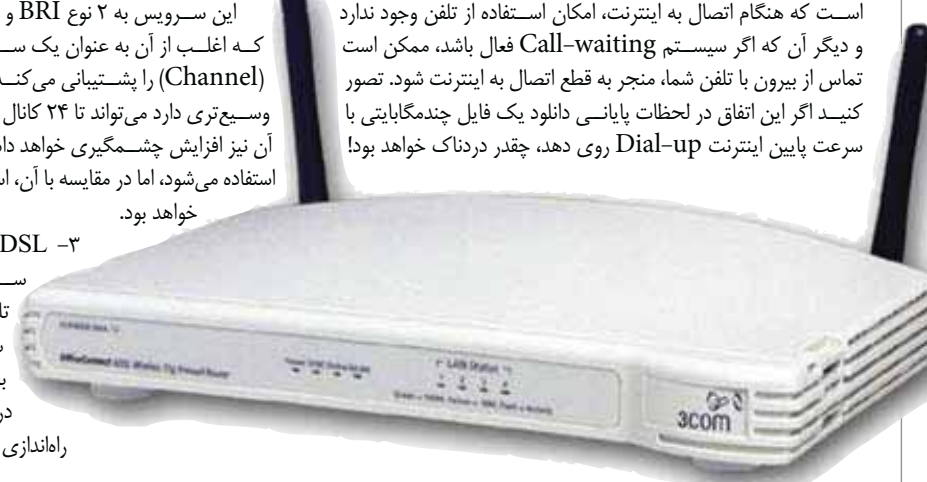 است که هنگام اتصال به اینترنت، امکان استفاده از تلفن وجود ندارد
و دیگر آن که اگر سیستم Call-waiting فعال باشد، ممکن است
تماس از بیرون با تلفن شما، منجر به قطع اتصال به اینترنت شود. تصور
کنید اگر این اتفاق در لحظات پایانی دانلود یک فایل چندمگابایتی با
سرعت پایین اینترنت Dial-up روی دهد، چقدر دردناک خواهد بود!
این سرویس به ۲ نوع BRI و
که اغلب از آن به عنوان یک
(Channel) را پشتیبانی می‌کند
وسیع‌تری دارد می‌تواند تا ۲۴ کانال
آن نیز افزایش چشمگیری خواهد
استفاده می‌شود، اما در مقایسه با آن،
خواهد بود.
۳- DSL
در
راه‌اندازی
LAN Status
3COM